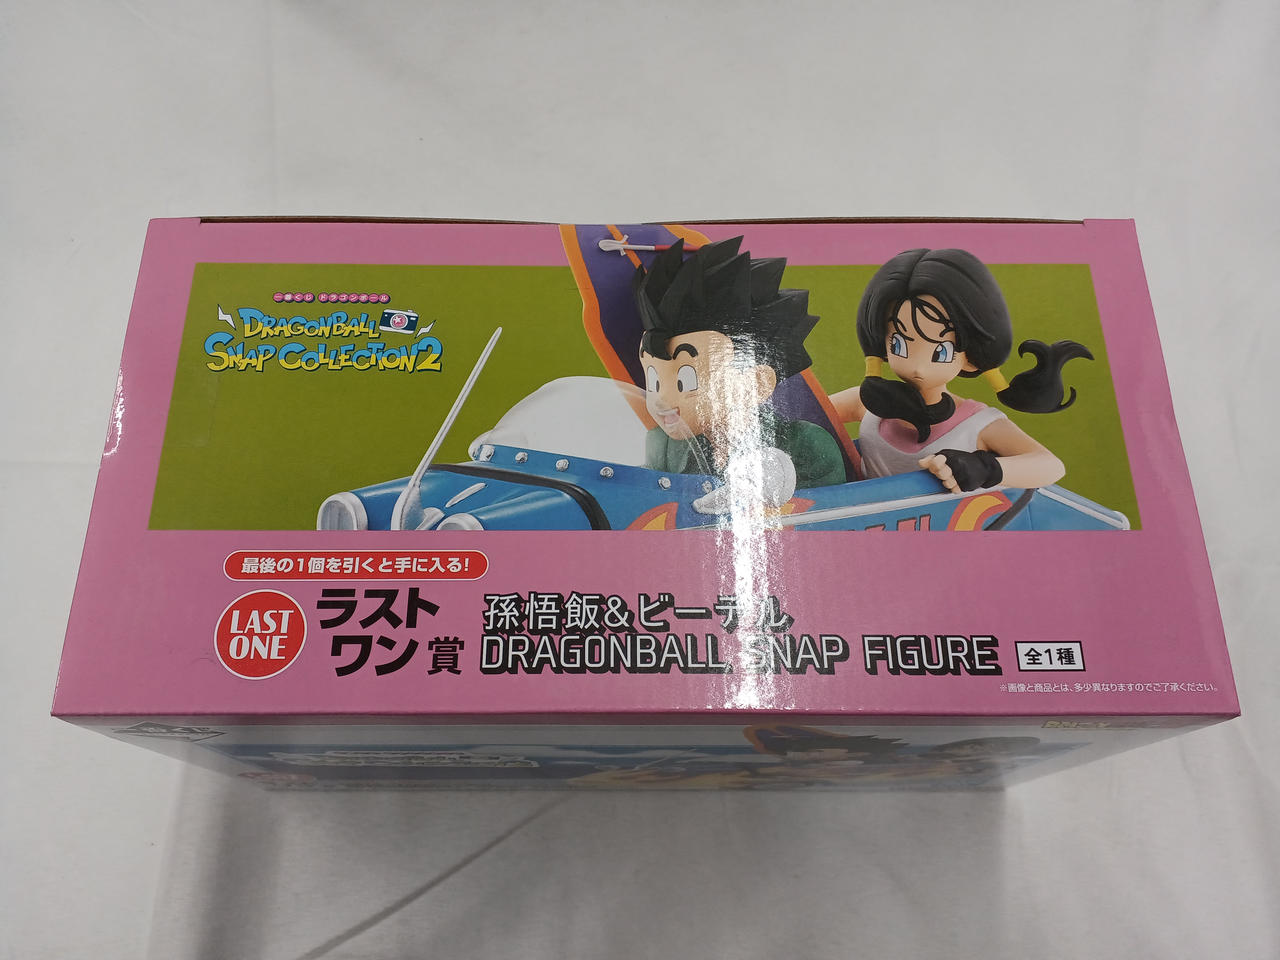 一番くじ ドラゴンボール
DRAGONBALL
SNAP COLLECTION2
最後の1個を引くと手に入る!
LAST
ONE
ラスト
ワン賞
孫悟飯&ビーデル
DRAGONBALL SNAP FIGURE
全1種
※画像と商品とは、多少異なりますのでご了承ください。